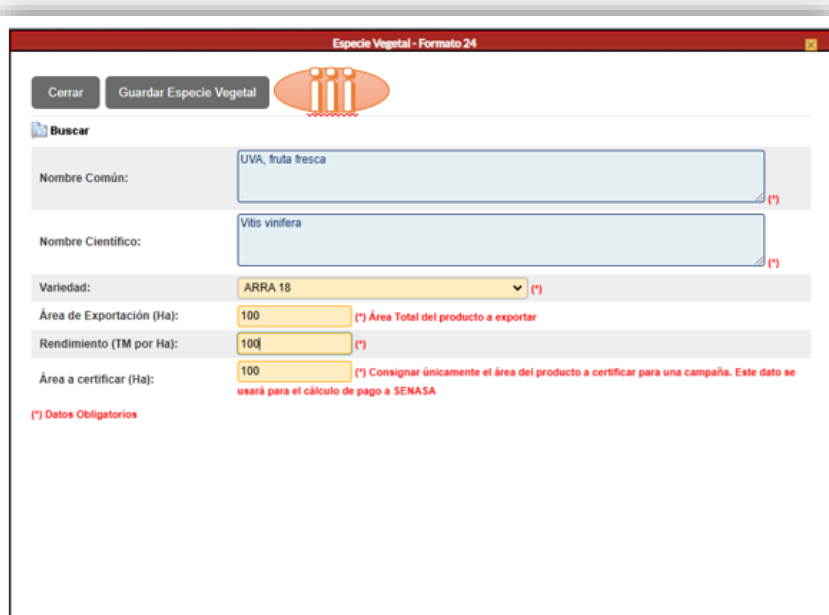 Especie Vegetal - Formato 24
Cerrar
Guardar Especie Vegetal
iii
Buscar
Nombre Común:
UVA, fruta fresca
(*)
Nombre Científico:
Vitis vinifera
(*)
Variedad:
ARRA 18
(*)
Área de Exportación (Ha):
100
(*) Área Total del producto a exportar
Rendimiento (TM por Ha):
100
(*)
Área a certificar (Ha):
100
(*) Consignar únicamente el área del producto a certificar para una campaña. Este dato se
usará para el cálculo de pago a SENASA
(*) Datos Obligatorios